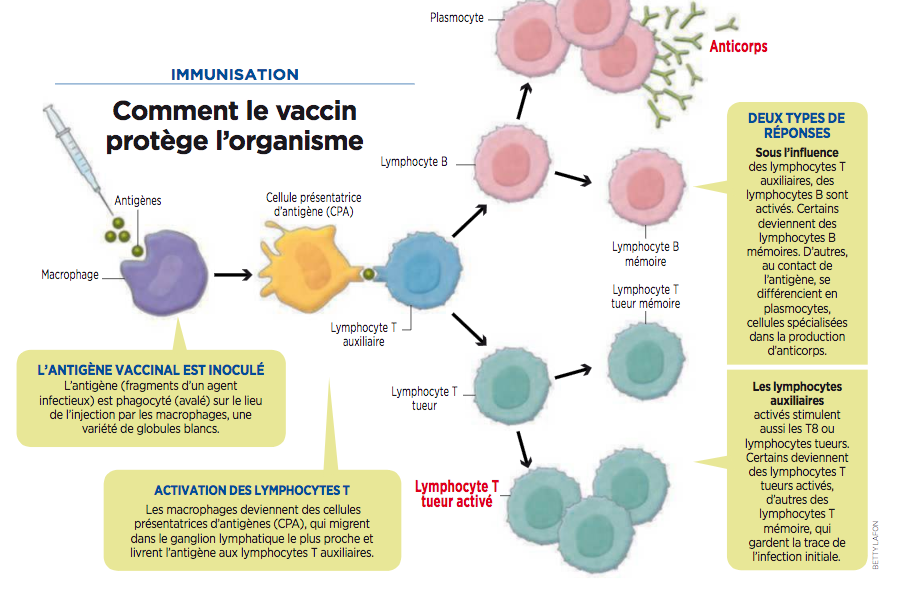 Plasmocyte
Anticorps
IMMUNISATION
Comment le vaccin
protège l’organisme
Antigènes
Macrophage
Cellule présentatrice
d’antigène (CPA)
Lymphocyte T
auxiliaire
Lymphocyte B
Lymphocyte B
mémoire
Lymphocyte T
tueur mémoire
Lymphocyte T
tueur
Lymphocyte T
tueur activé
L’ANTIGÈNE VACCINAL EST INOCULÉ
L’antigène (fragments d’un agent
infectieux) est phagocyté (avalé) sur le lieu
de l’injection par les macrophages, une
variété de globules blancs.
ACTIVATION DES LYMPHOCYTES T
Les macrophages deviennent des cellules
présentatrices d’antigènes (CPA), qui migrent
dans le ganglion lymphatique le plus proche et
livrent l’antigène aux lymphocytes T auxiliaires.
DEUX TYPES DE
RÉPONSES
Sous l’influence
des lymphocytes T
auxiliaires, des
lymphocytes B sont
activés. Certains
deviennent des
lymphocytes B
mémoires. D’autres,
au contact de
l’antigène, se
différencient en
plasmocytes,
cellules spécialisées
dans la production
d’anticorps.
Les lymphocytes
auxiliaires
activés stimulent
aussi les T8 ou
lymphocytes tueurs.
Certains deviennent
des lymphocytes T
tueurs activés,
d’autres des
lymphocytes T
mémoire, qui
gardent la trace de
l’infection initiale.
BETTY LAFON